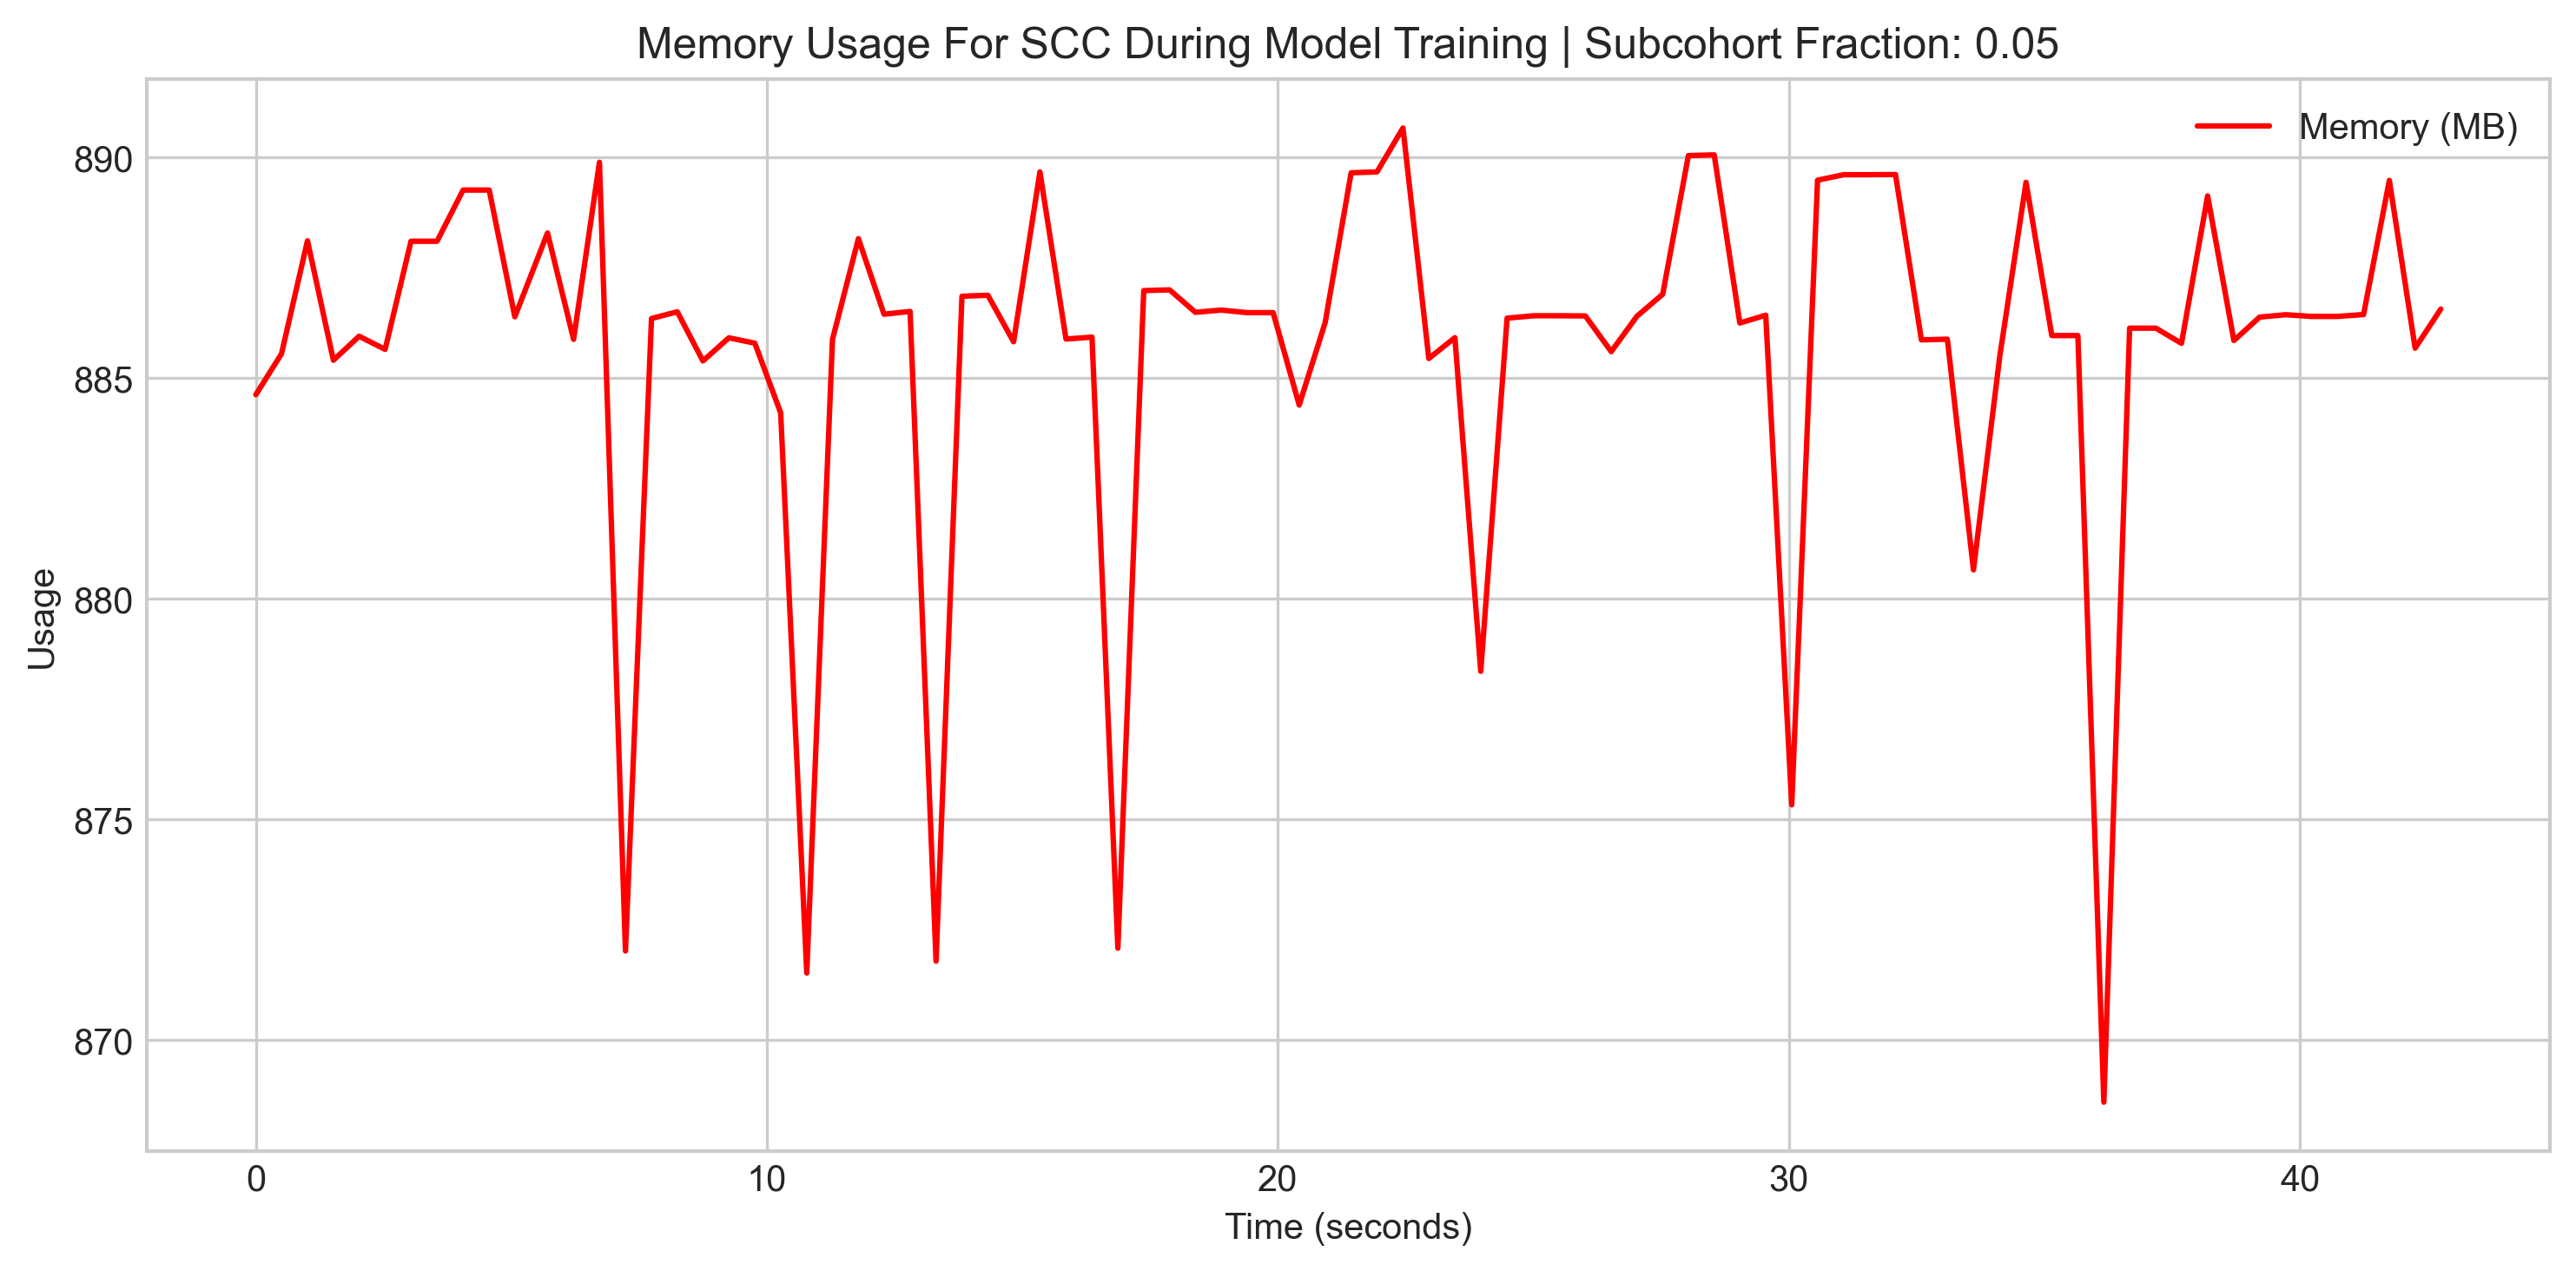 Memory Usage For SCC During Model Training | Subcohort Fraction: 0.05
Memory (MB)
890
885
880
875
870
Usage
0 10 20 30 40
Time (seconds)